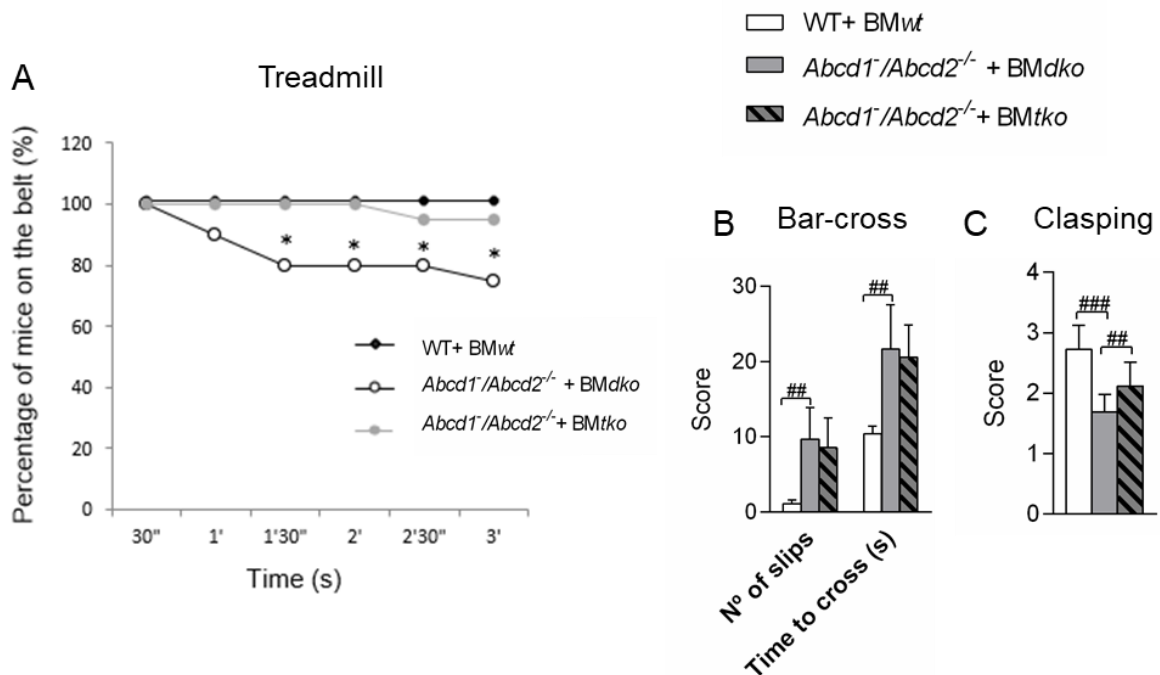 WT+ BMwt
Abcd1⁻/Abcd2⁻/⁻ + BMdko
Abcd1⁻/Abcd2⁻/⁻+ BMtko
A
Treadmill
Percentage of mice on the belt (%)
120
100
80
60
40
20
0
* * * *
30" 1' 1'30" 2' 2'30" 3'
Time (s)
WT+ BMwt
Abcd1⁻/Abcd2⁻/⁻ + BMdko
Abcd1⁻/Abcd2⁻/⁻+ BMtko
B Bar-cross
Score
30
20
10
0
##
##
Nº of slips
Time to cross (s)
C Clasping
Score
4
3
2
1
0
###
##